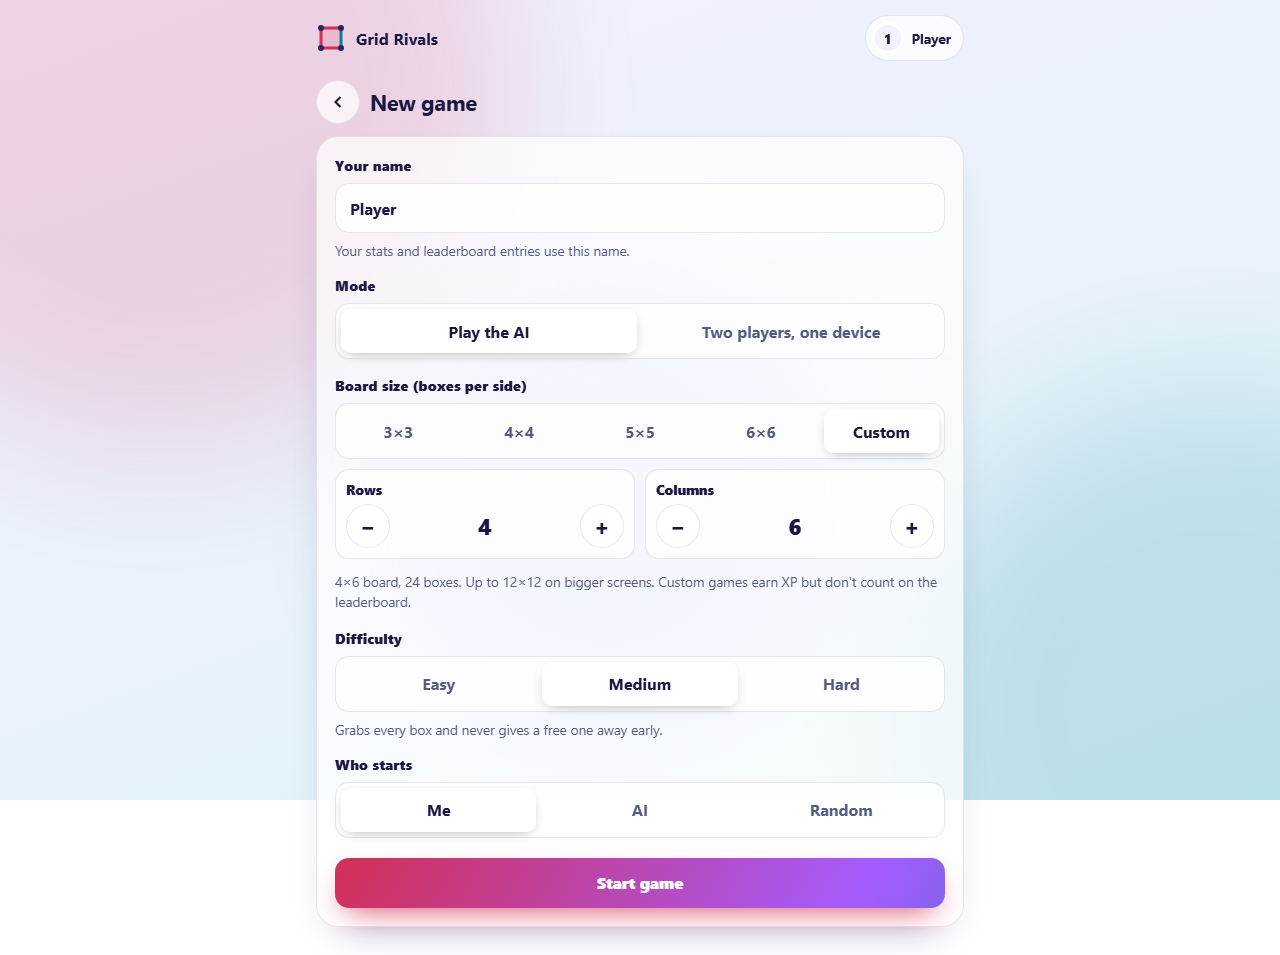 Grid Rivals
1 Player
New game
Your name
Player
Your stats and leaderboard entries use this name.
Mode
Play the AI
Two players, one device
Board size (boxes per side)
3×3
4×4
5×5
6×6
Custom
Rows
Columns
− 4 +
− 6 +
4×6 board, 24 boxes. Up to 12×12 on bigger screens. Custom games earn XP but don't count on the
leaderboard.
Difficulty
Easy
Medium
Hard
Grabs every box and never gives a free one away early.
Who starts
Me
AI
Random
Start game